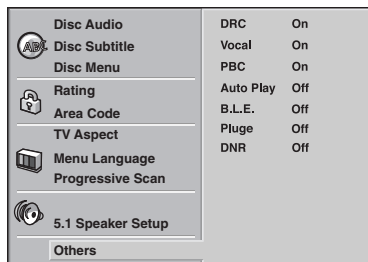 Disc Audio
ABC
Disc Subtitle
Disc Menu
Rating
Area Code
TV Aspect
Menu Language
Progressive Scan
5.1 Speaker Setup
Others
DRC On
Vocal On
PBC On
Auto Play Off
B.L.E. Off
Pluge Off
DNR Off